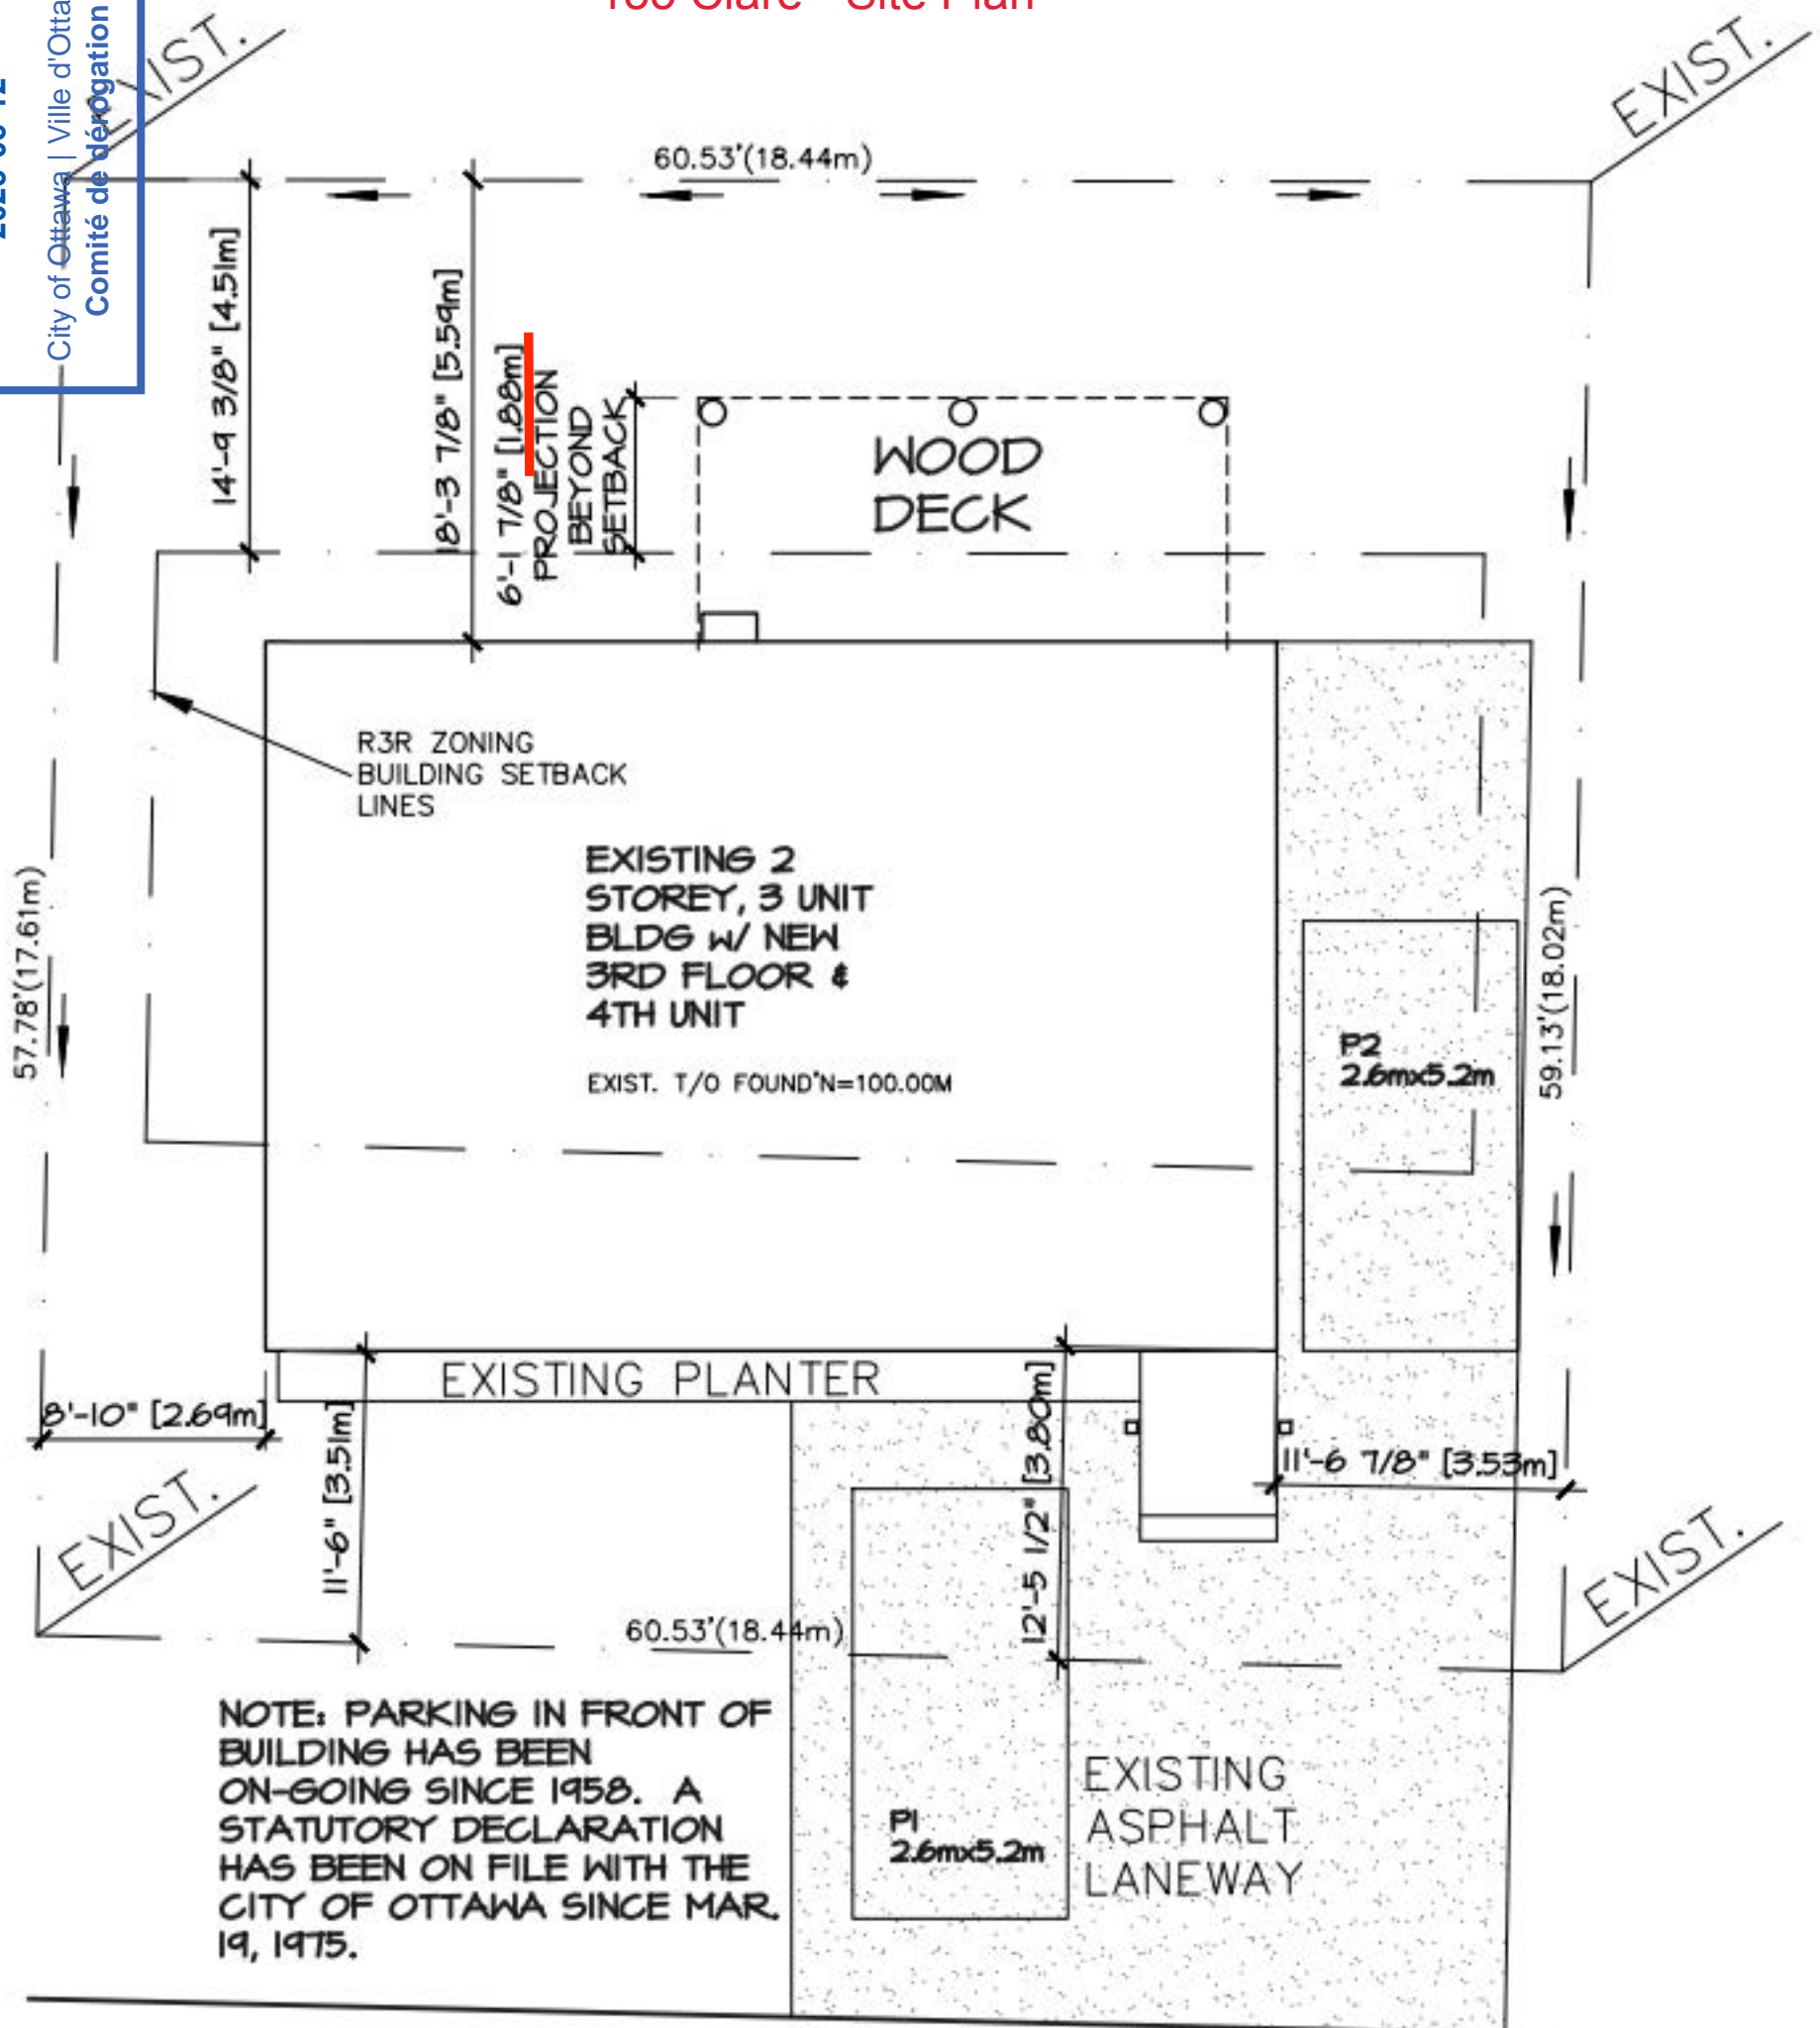 Site Plan
City of Ottawa | Ville d'Otta
Comité de dérogation
EXIST.
EXIST.
60.53'(18.44m)
14'-9 3/8" [4.51m]
18'-3 7/8" [5.59m]
6'-1 7/8" [1.88m]
PROJECTION
BEYOND
SETBACK
WOOD
DECK
R3R ZONING
BUILDING SETBACK
LINES
EXISTING 2
STOREY, 3 UNIT
BLDG w/ NEW
3RD FLOOR &
4TH UNIT
EXIST. T/O FOUND'N=100.00M
57.78'(17.61m)
59.13'(18.02m)
P2
2.6mx5.2m
EXISTING PLANTER
8'-10" [2.69m]
11'-6" [3.51m]
12'-5 1/2" [3.80m]
11'-6 7/8" [3.53m]
EXIST.
EXIST.
60.53'(18.44m)
NOTE: PARKING IN FRONT OF
BUILDING HAS BEEN
ON-GOING SINCE 1958. A
STATUTORY DECLARATION
HAS BEEN ON FILE WITH THE
CITY OF OTTAWA SINCE MAR.
19, 1975.
P1
2.6mx5.2m
EXISTING
ASPHALT
LANEWAY